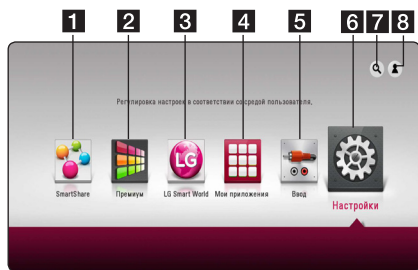 1 2 3 4 5 6 7 8
Регулировка настроек в соответствии со средой пользователя.
LG
SmartShare Премиум LG Smart World Мои приложения Ввод
Настройки